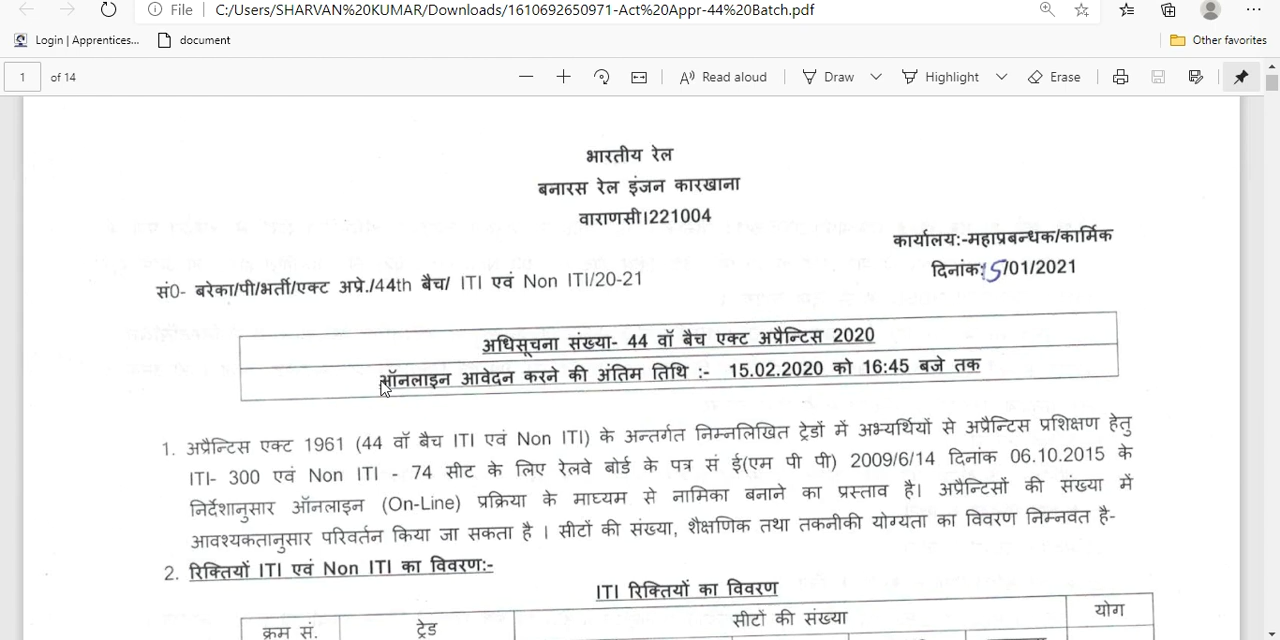 File | C:/Users/SHARVAN%20KUMAR/Downloads/1610692650971-Act%20Appr-44%20Batch.pdf
Login | Apprentices... document Other favorites
1 of 14 Read aloud Draw Highlight Erase
भारतीय रेल
बनारस रेल इंजन कारखाना
वाराणसी।221004
कार्यालय:-महाप्रबन्धक/कार्मिक
दिनांक:15/01/2021
सं0- बरेका/पी/भर्ती/एक्ट अप्रे./44th बैच/ ITI एवं Non ITI/20-21
अधिसूचना संख्या- 44 वॉ बैच एक्ट अप्रैन्टिस 2020
ऑनलाइन आवेदन करने की अंतिम तिथि :- 15.02.2020 को 16:45 बजे तक
1. अप्रैन्टिस एक्ट 1961 (44 वॉ बैच ITI एवं Non ITI) के अन्तर्गत निम्नलिखित ट्रेडों में अभ्यर्थियों से अप्रैन्टिस प्रशिक्षण हेतु
ITI- 300 एवं Non ITI - 74 सीट के लिए रेलवे बोर्ड के पत्र सं ई(एम पी पी) 2009/6/14 दिनांक 06.10.2015 के
निर्देशानुसार ऑनलाइन (On-Line) प्रक्रिया के माध्यम से नामिका बनाने का प्रस्ताव है। अप्रैन्टिसों की संख्या में
आवश्यकतानुसार परिवर्तन किया जा सकता है । सीटों की संख्या, शैक्षणिक तथा तकनीकी योग्यता का विवरण निम्नवत है-
2. रिक्तियों ITI एवं Non ITI का विवरण:-
ITI रिक्तियों का विवरण
क्रम सं. ट्रेड सीटों की संख्या योग